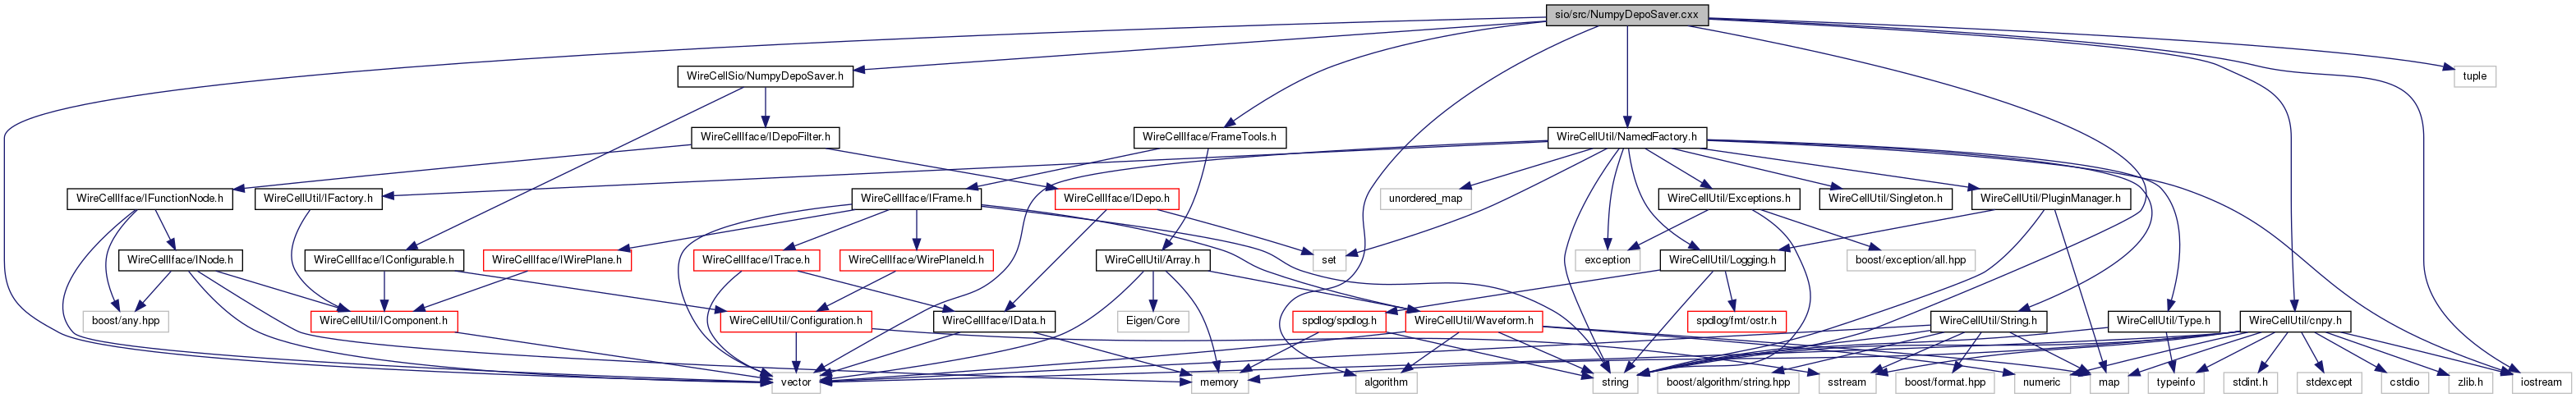 sio/src/NumpyDepoSaver.cxx
WireCellSio/NumpyDepoSaver.h
tuple
WireCellIface/IDepoFilter.h
WireCellIface/FrameTools.h
WireCellUtil/NamedFactory.h
WireCellIface/IFunctionNode.h
WireCellUtil/IFactory.h
WireCellIface/IFrame.h
WireCellIface/IDepo.h
unordered_map
WireCellUtil/Exceptions.h
WireCellUtil/Singleton.h
WireCellUtil/PluginManager.h
WireCellIface/INode.h
WireCellIface/IConfigurable.h
WireCellIface/IWirePlane.h
WireCellIface/ITrace.h
WireCellIface/WirePlaneId.h
WireCellUtil/Array.h
set
exception
WireCellUtil/Logging.h
boost/exception/all.hpp
boost/any.hpp
WireCellUtil/IComponent.h
WireCellUtil/Configuration.h
WireCellIface/IData.h
Eigen/Core
WireCellUtil/Waveform.h
spdlog/spdlog.h
spdlog/fmt/ostr.h
WireCellUtil/String.h
WireCellUtil/Type.h
WireCellUtil/cnpy.h
vector
memory
algorithm
string
boost/algorithm/string.hpp
sstream
boost/format.hpp
numeric
map
typeinfo
stdint.h
stdexcept
cstdio
zlib.h
iostream